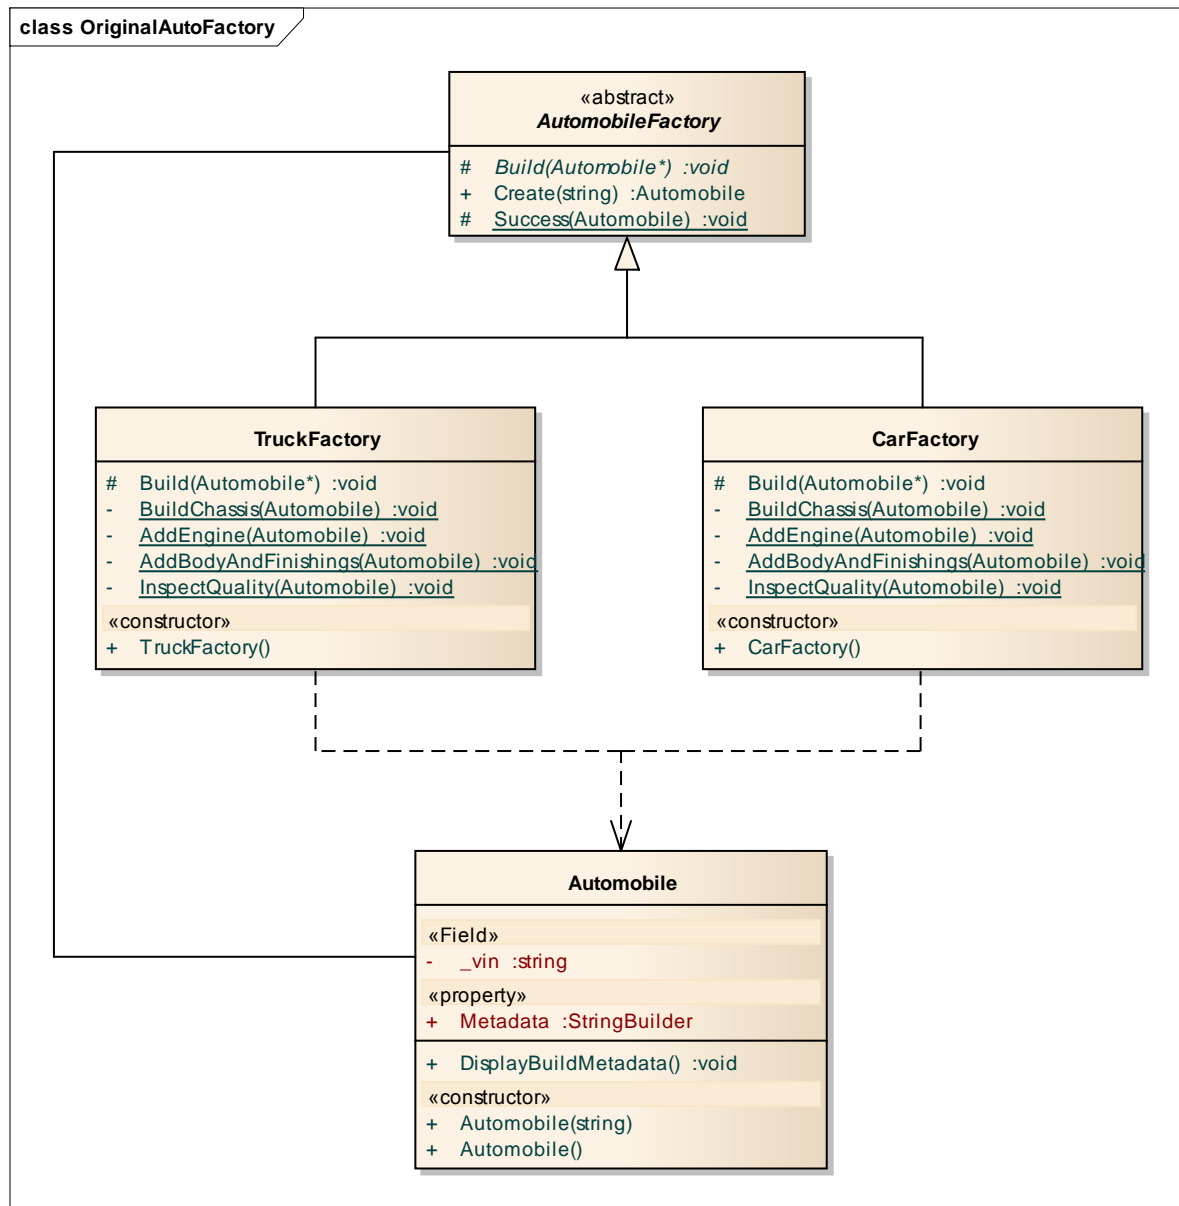 class OriginalAutoFactory
«abstract»
AutomobileFactory
# Build(Automobile*) :void
+ Create(string) :Automobile
# Success(Automobile) :void
TruckFactory
# Build(Automobile*) :void
- BuildChassis(Automobile) :void
- AddEngine(Automobile) :void
- AddBodyAndFinishings(Automobile) :void
- InspectQuality(Automobile) :void
«constructor»
+ TruckFactory()
CarFactory
# Build(Automobile*) :void
- BuildChassis(Automobile) :void
- AddEngine(Automobile) :void
- AddBodyAndFinishings(Automobile) :void
- InspectQuality(Automobile) :void
«constructor»
+ CarFactory()
Automobile
«Field»
- _vin :string
«property»
+ Metadata :StringBuilder
+ DisplayBuildMetadata() :void
«constructor»
+ Automobile(string)
+ Automobile()